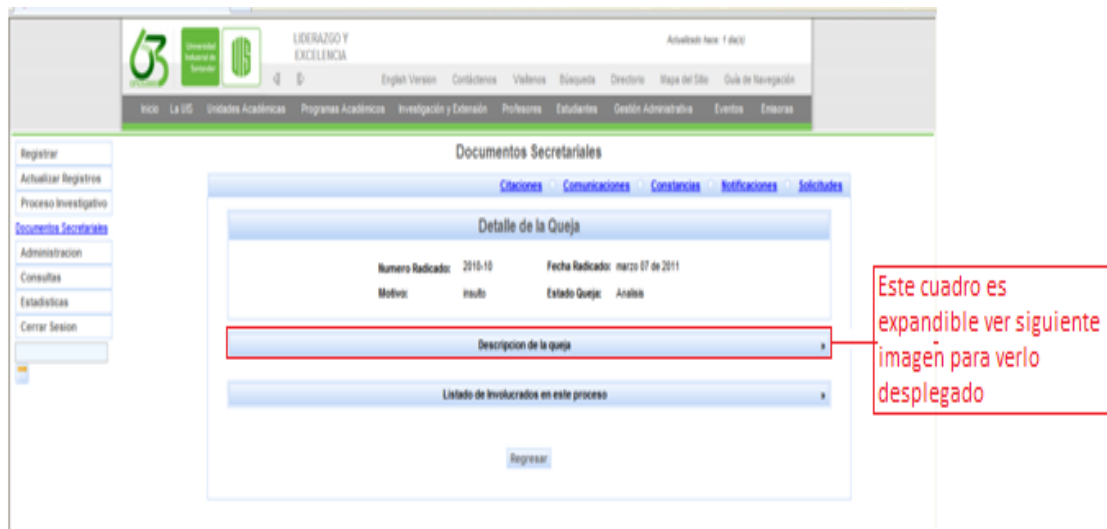 63
Universidad
Industrial de
Santander
UIS
LIDERAZGO Y
EXCELENCIA
Actualizado hace: 1 dia(s)
English Version Contáctenos Visítenos Búsqueda Directorio Mapa del Sitio Guía de Navegación
Inicio La UIS Unidades Académicas Programas Académicos Investigación y Extensión Profesores Estudiantes Gestión Administrativa Eventos Emisoras
Registrar
Actualizar Registros
Proceso Investigativo
Documentos Secretariales
Administracion
Consultas
Estadisticas
Cerrar Sesion
Documentos Secretariales
Citaciones Comunicaciones Constancias Notificaciones Solicitudes
Detalle de la Queja
Numero Radicado: 2010-10 Fecha Radicado: marzo 07 de 2011
Motivo: insulto Estado Queja: Analisis
Descripcion de la queja »
Listado de Involucrados en este proceso »
Regresar
Este cuadro es
expandible ver siguiente
imagen para verlo
desplegado